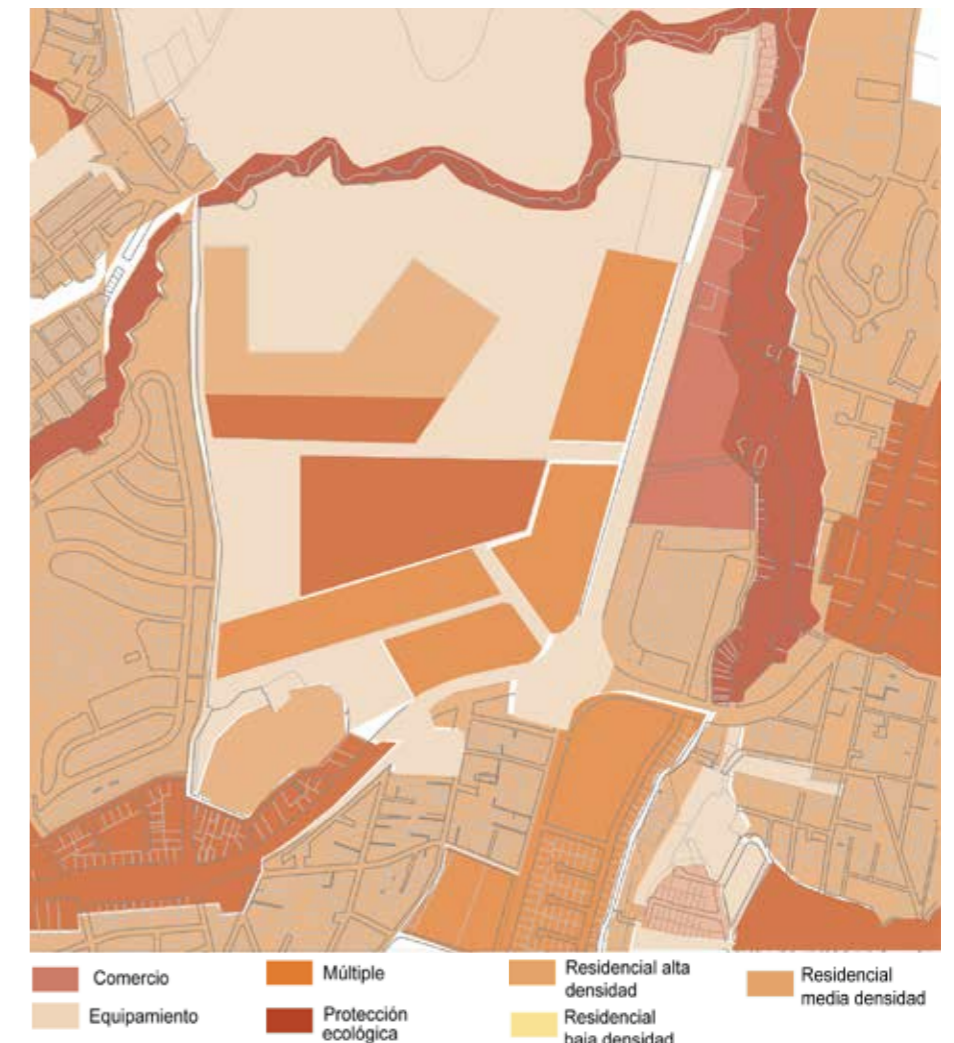 Comercio
Equipamiento
Múltiple
Protección
ecológica
Residencial alta
densidad
Residencial
baja densidad
Residencial
media densidad